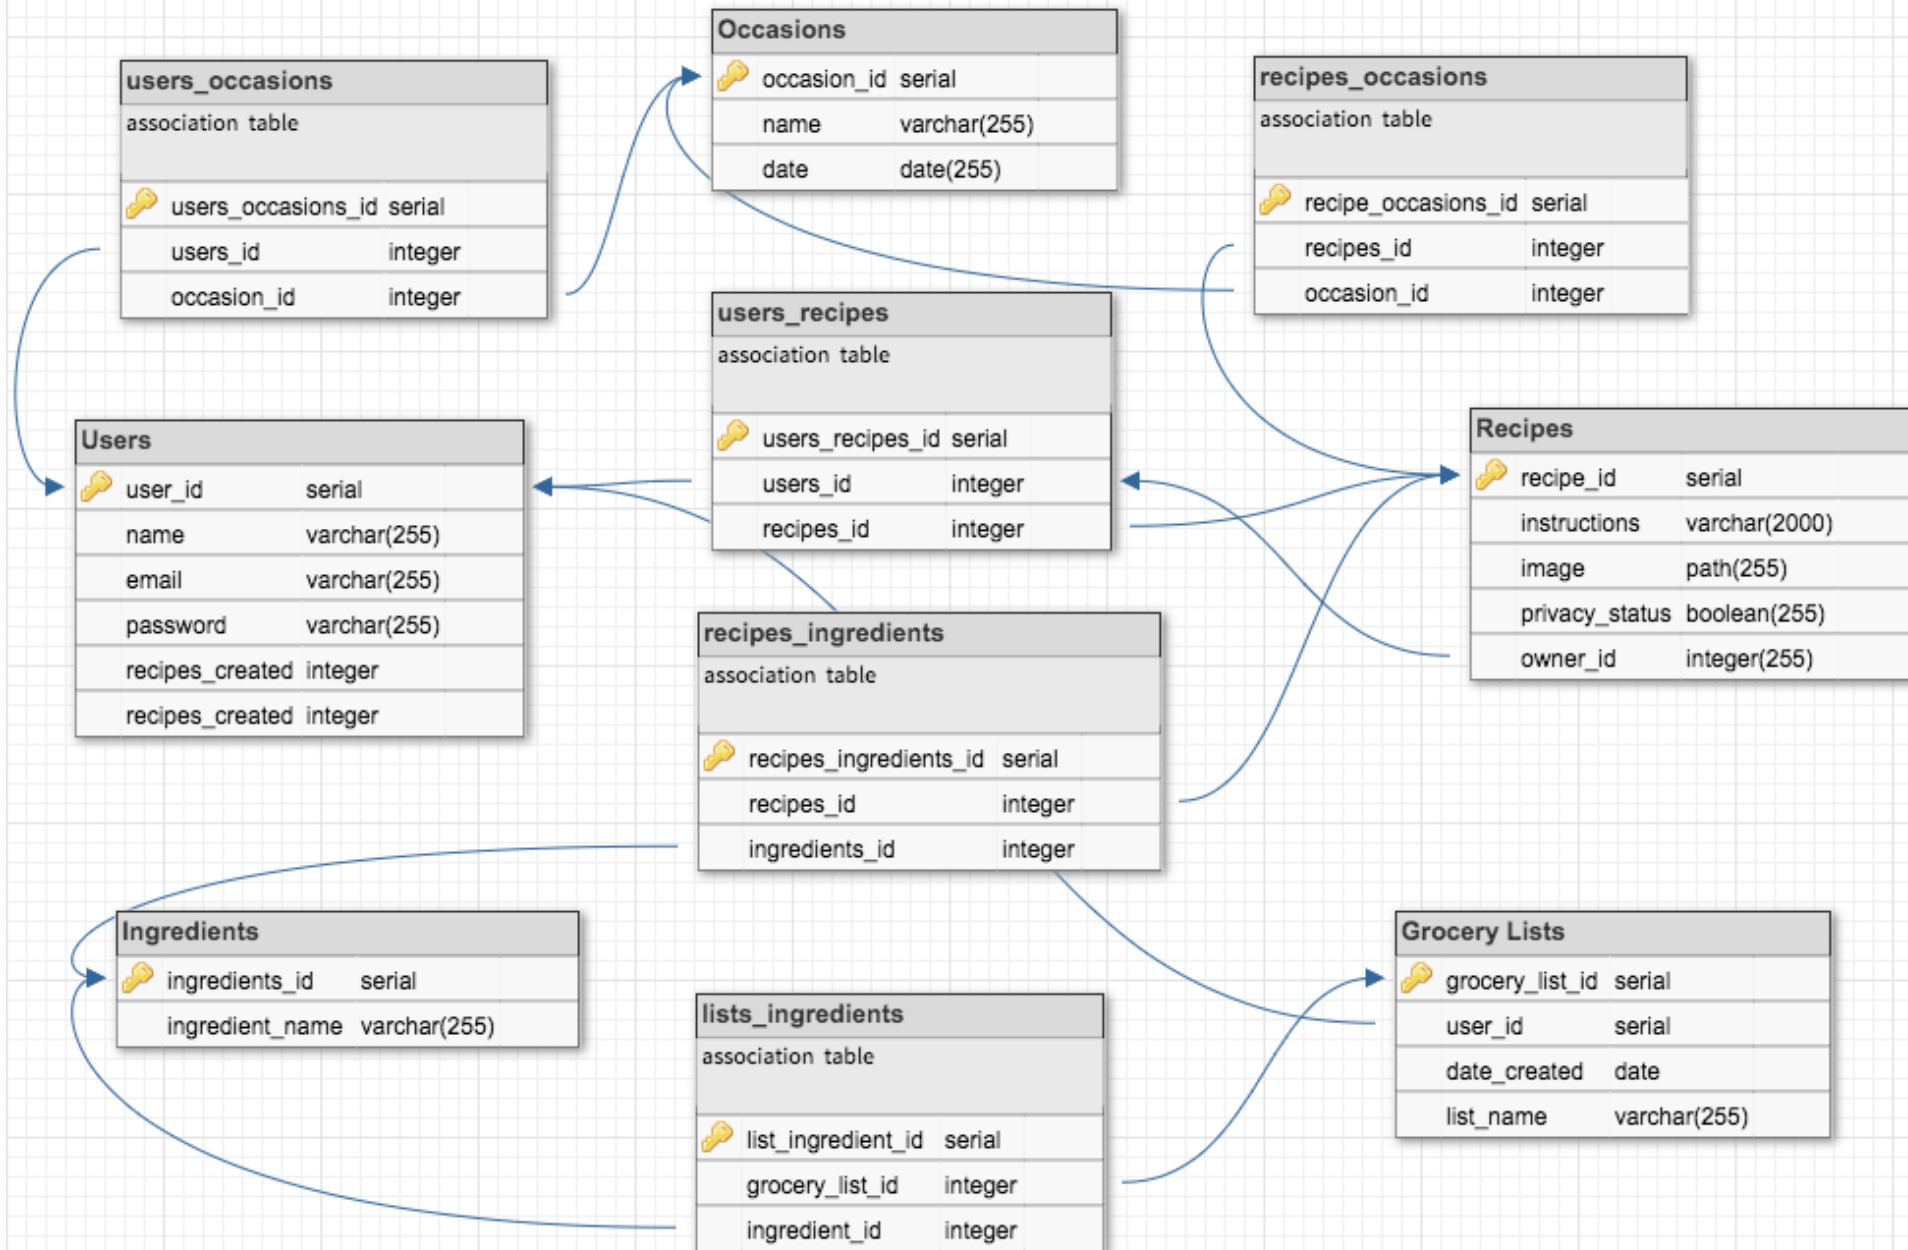 Occasions
occasion_id serial
name varchar(255)
date date(255)
users_occasions
association table
users_occasions_id serial
users_id integer
occasion_id integer
recipes_occasions
association table
recipe_occasions_id serial
recipes_id integer
occasion_id integer
users_recipes
association table
users_recipes_id serial
users_id integer
recipes_id integer
Users
user_id serial
name varchar(255)
email varchar(255)
password varchar(255)
recipes_created integer
recipes_created integer
Recipes
recipe_id serial
instructions varchar(2000)
image path(255)
privacy_status boolean(255)
owner_id integer(255)
recipes_ingredients
association table
recipes_ingredients_id serial
recipes_id integer
ingredients_id integer
Ingredients
ingredients_id serial
ingredient_name varchar(255)
lists_ingredients
association table
list_ingredient_id serial
grocery_list_id integer
ingredient_id integer
Grocery Lists
grocery_list_id serial
user_id serial
date_created date
list_name varchar(255)